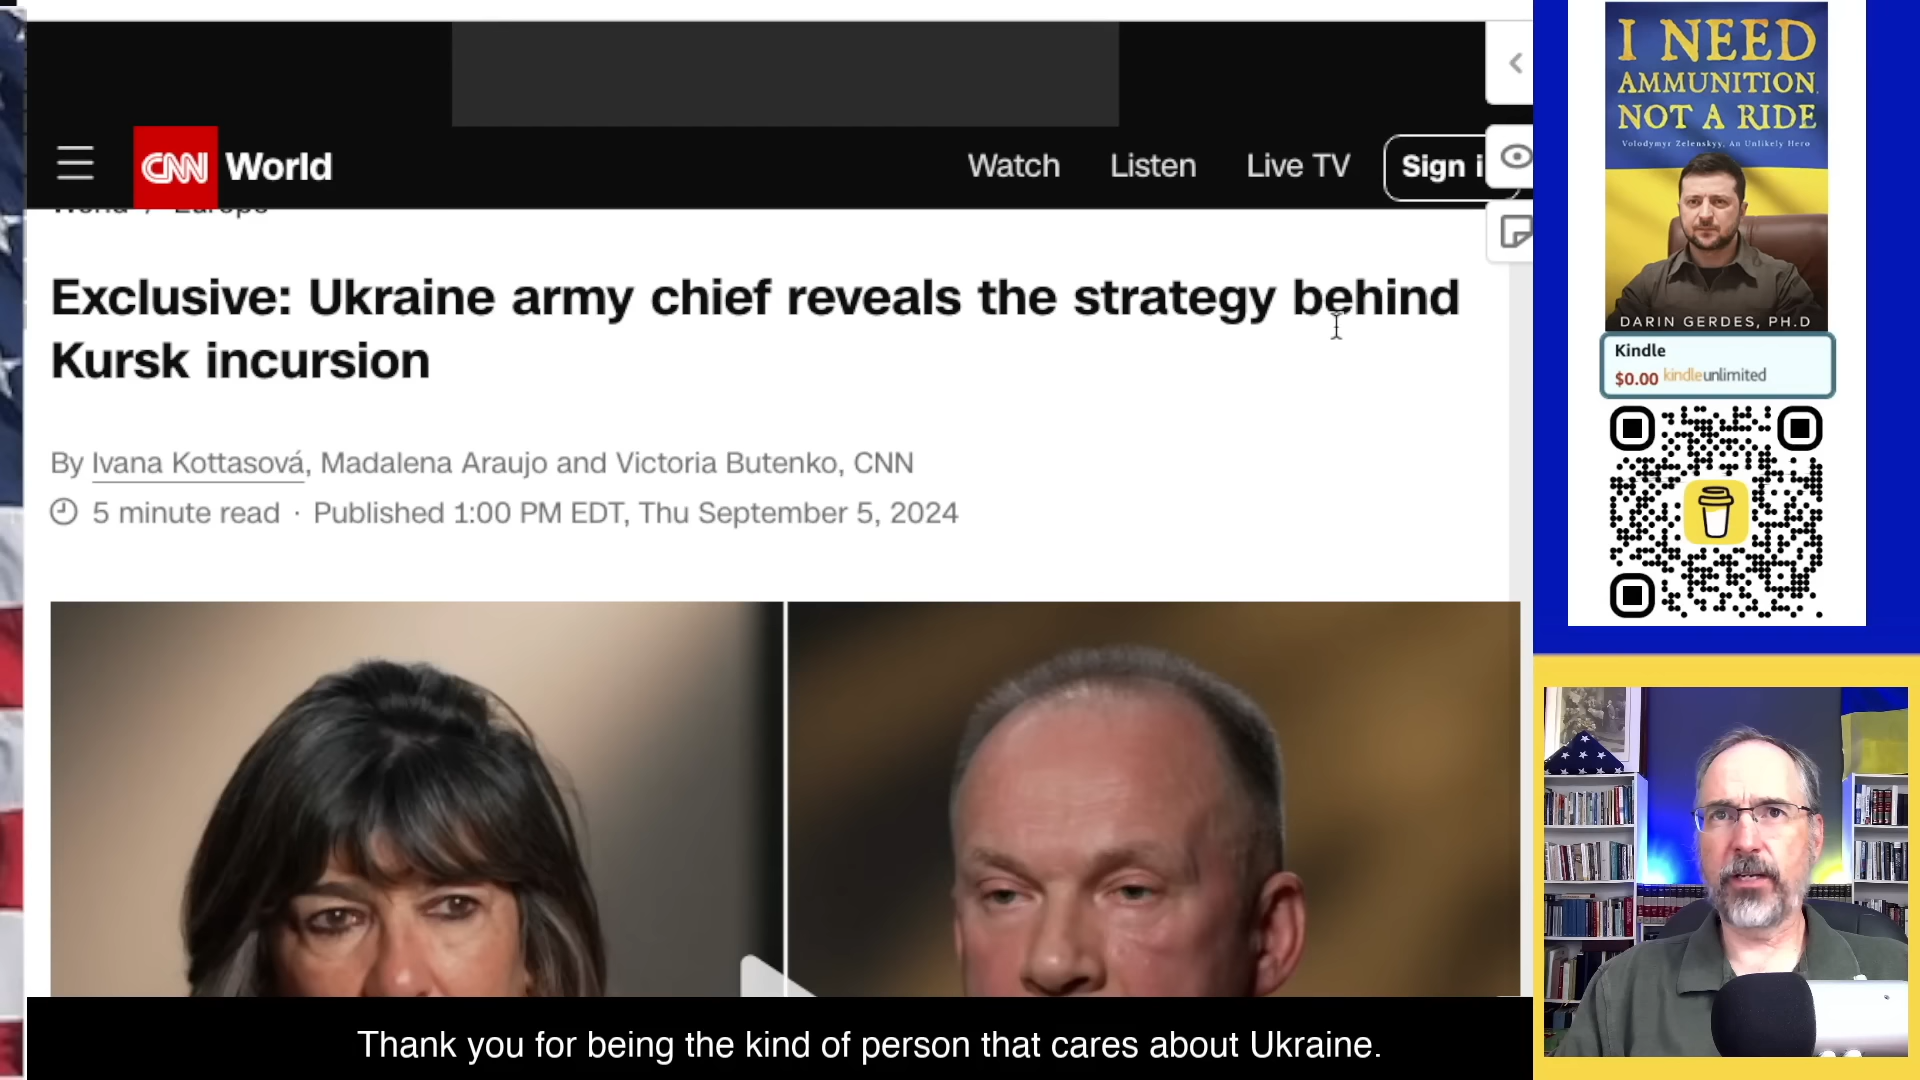 CNN World
Watch
Listen
Live TV
Sign i
World / Europe
Exclusive: Ukraine army chief reveals the strategy behind
Kursk incursion
By Ivana Kottasová, Madalena Araujo and Victoria Butenko, CNN
5 minute read · Published 1:00 PM EDT, Thu September 5, 2024
Thank you for being the kind of person that cares about Ukraine.
I NEED
AMMUNITION,
NOT A RIDE
Volodymyr Zelenskyy, An Unlikely Hero
DARIN GERDES, PH.D
Kindle
$0.00 kindleunlimited